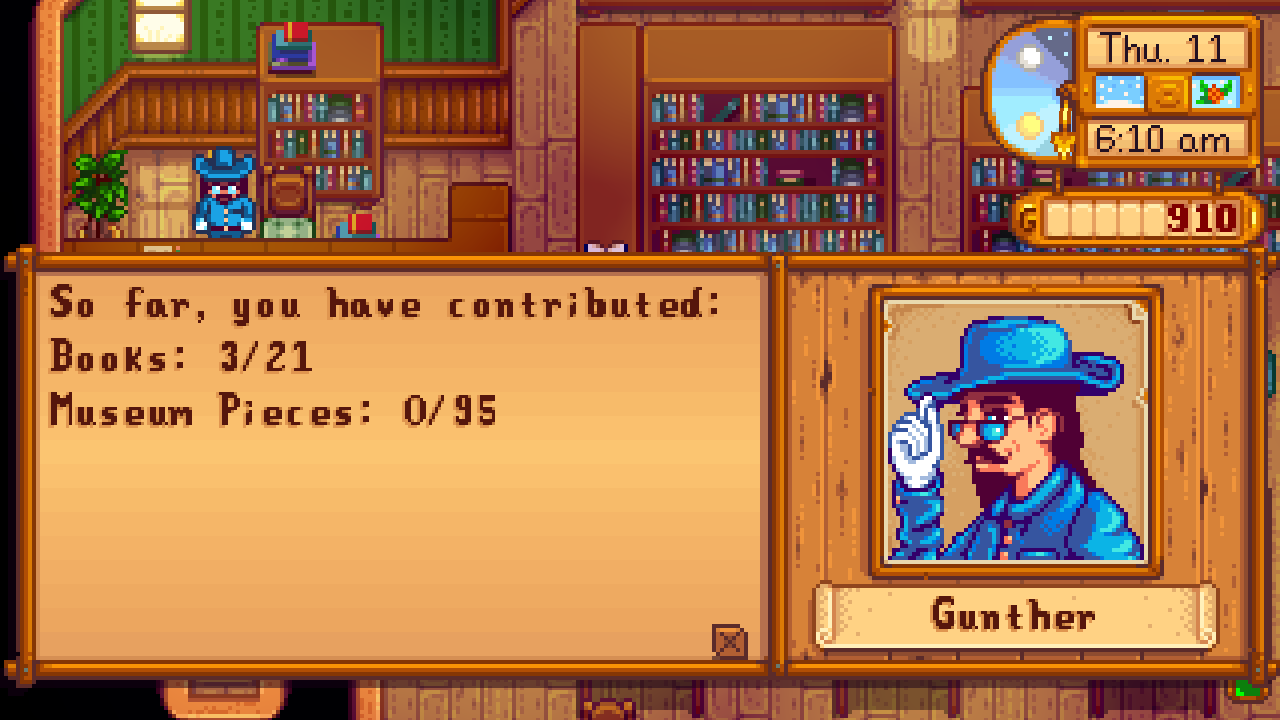 Thu. 11
6:10 am
910
So far, you have contributed:
Books: 3/21
Museum Pieces: 0/95
Gunther